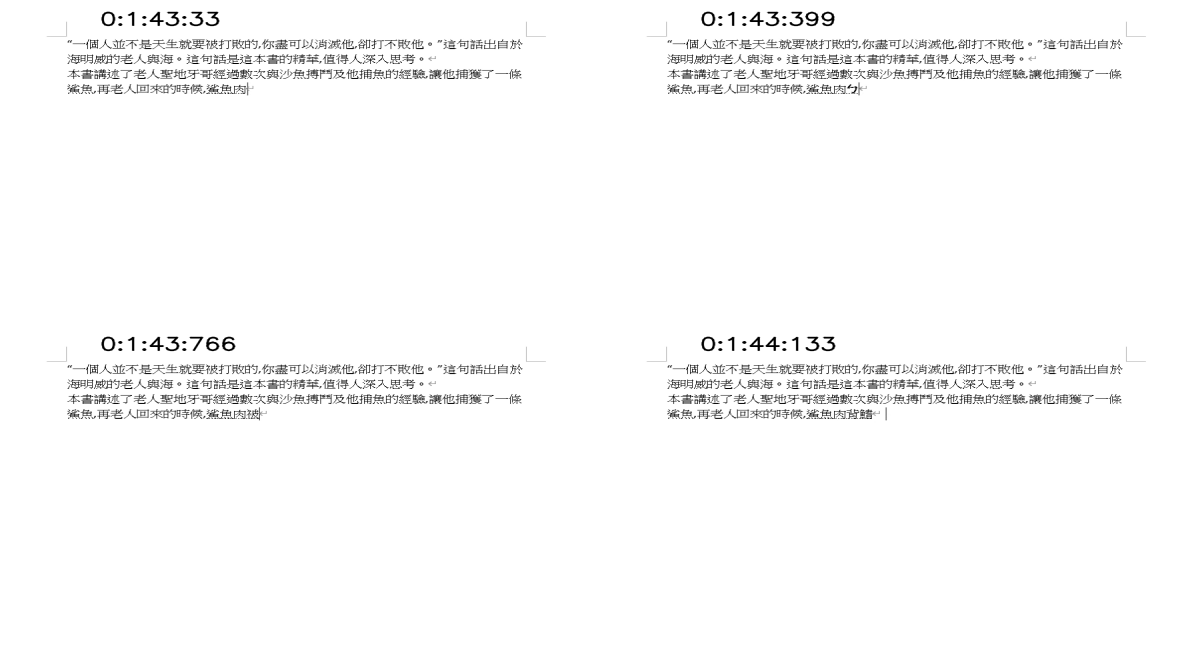 0:1:43:33
“一個人並不是天生就要被打敗的,你盡可以消滅他,卻打不敗他。”這句話出自於
海明威的老人與海。這句話是這本書的精華,值得人深入思考。
本書講述了老人聖地牙哥經過數次與沙魚搏鬥及他捕魚的經驗,讓他捕獲了一條
鯊魚,再老人回來的時候,鯊魚肉
0:1:43:399
“一個人並不是天生就要被打敗的,你盡可以消滅他,卻打不敗他。”這句話出自於
海明威的老人與海。這句話是這本書的精華,值得人深入思考。
本書講述了老人聖地牙哥經過數次與沙魚搏鬥及他捕魚的經驗,讓他捕獲了一條
鯊魚,再老人回來的時候,鯊魚肉ㄅ
0:1:43:766
“一個人並不是天生就要被打敗的,你盡可以消滅他,卻打不敗他。”這句話出自於
海明威的老人與海。這句話是這本書的精華,值得人深入思考。
本書講述了老人聖地牙哥經過數次與沙魚搏鬥及他捕魚的經驗,讓他捕獲了一條
鯊魚,再老人回來的時候,鯊魚肉被
0:1:44:133
“一個人並不是天生就要被打敗的,你盡可以消滅他,卻打不敗他。”這句話出自於
海明威的老人與海。這句話是這本書的精華,值得人深入思考。
本書講述了老人聖地牙哥經過數次與沙魚搏鬥及他捕魚的經驗,讓他捕獲了一條
鯊魚,再老人回來的時候,鯊魚肉背鰭